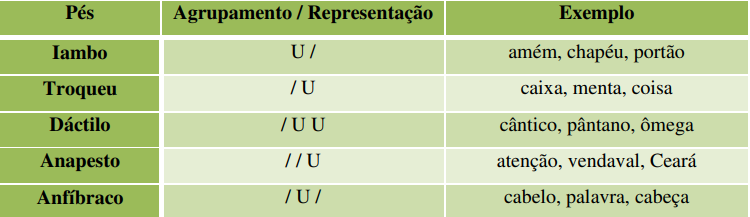 Pés Agrupamento / Representação Exemplo
Iambo U / amém, chapéu, portão
Troqueu / U caixa, menta, coisa
Dáctilo / U U cântico, pântano, ômega
Anapesto / / U atenção, vendaval, Ceará
Anfíbraco / U / cabelo, palavra, cabeça